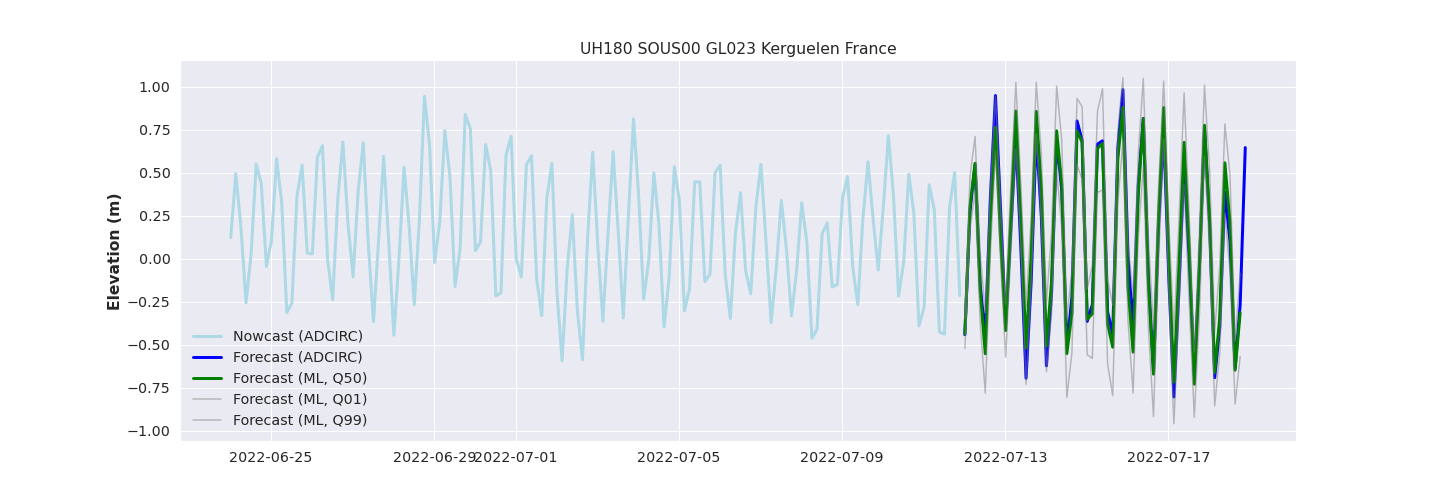 UH180 SOUS00 GL023 Kerguelen France
Elevation (m)
1.00
0.75
0.50
0.25
0.00
−0.25
−0.50
−0.75
−1.00
Nowcast (ADCIRC)
Forecast (ADCIRC)
Forecast (ML, Q50)
Forecast (ML, Q01)
Forecast (ML, Q99)
2022-06-25 2022-06-29 2022-07-01 2022-07-05 2022-07-09 2022-07-13 2022-07-17